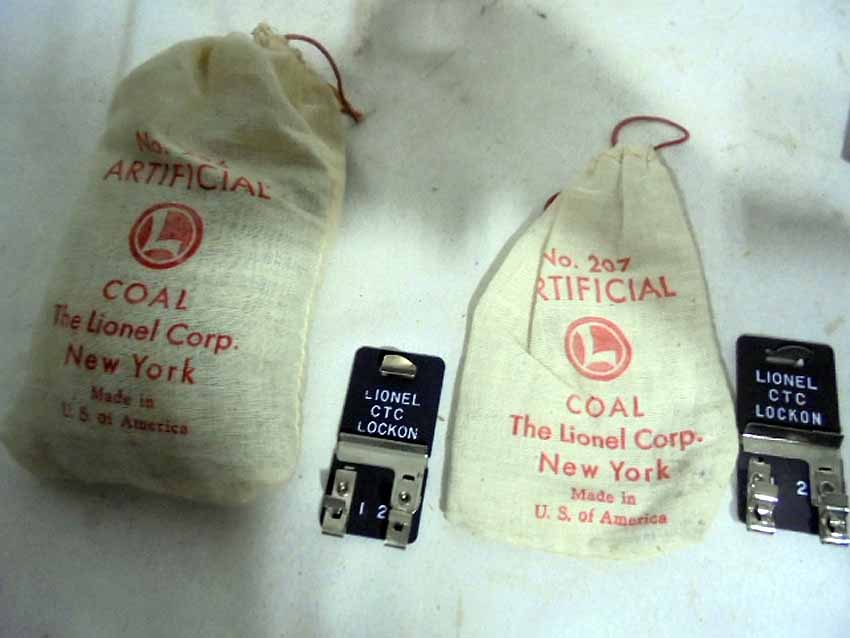 No.
ARTIFICIAL
L
COAL
The Lionel Corp.
New York
Made in
U. S. of America
LIONEL
CTC
LOCKON
1 2
No. 207
RTIFICIAL
L
COAL
The Lionel Corp.
New York
Made in
U. S. of America
LIONEL
CTC
LOCKON
2